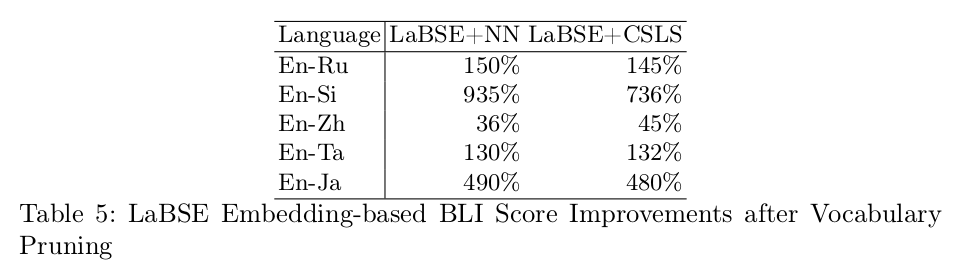 Language LaBSE+NN LaBSE+CSLS
En-Ru 150% 145%
En-Si 935% 736%
En-Zh 36% 45%
En-Ta 130% 132%
En-Ja 490% 480%
Table 5: LaBSE Embedding-based BLI Score Improvements after Vocabulary
Pruning